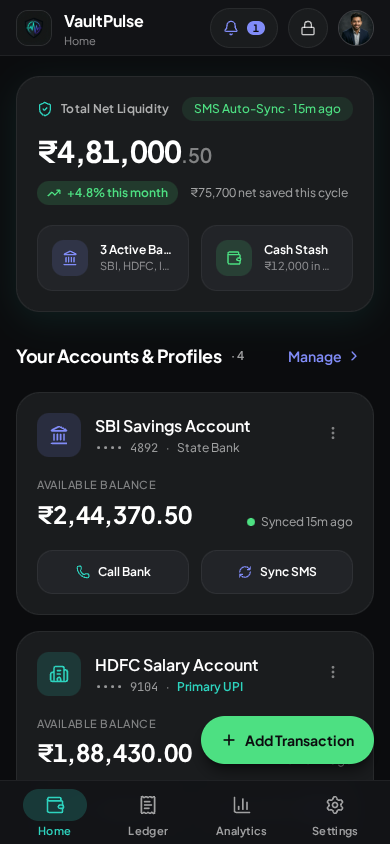 VaultPulse
Home
1
Total Net Liquidity
SMS Auto-Sync · 15m ago
₹4,81,000.50
+4.8% this month
₹75,700 net saved this cycle
3 Active Ba...
SBI, HDFC, I...
Cash Stash
₹12,000 in ...
Your Accounts & Profiles · 4
Manage
SBI Savings Account
•••• 4892 · State Bank
AVAILABLE BALANCE
₹2,44,370.50
Synced 15m ago
Call Bank
Sync SMS
HDFC Salary Account
•••• 9104 · Primary UPI
AVAILABLE BALANCE
₹1,88,430.00
Add Transaction
Home
Ledger
Analytics
Settings